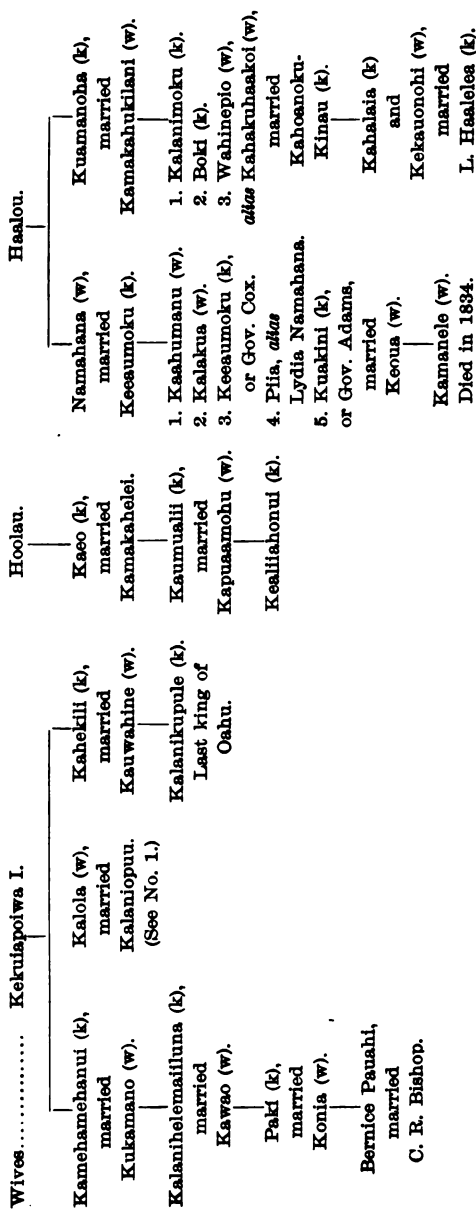 Wives............... Kekuiapoiwa I.
Kamehamehanui (k),
married
Kukamano (w).
Kalanihelemaiiluna (k),
married
Kawao (w).
Paki (k),
married
Konia (w).
Bernice Pauahi,
married
C. R. Bishop.
Kalola (w),
married
Kalaniopuu.
(See No. 1.)
Kahekili (k),
married
Kauwahine (w).
Kalanikupule (k).
Last king of
Oahu.
Hoolau.
Kaeo (k),
married
Kamakahelei.
Kaumualii (k),
married
Kapuaamohu (w).
Kealiiahonui (k).
Haalou.
Namahana (w),
married
Keeaumoku (k).
1. Kaahumanu (w).
2. Kalakua (w).
3. Keeaumoku (k),
or Gov. Cox.
4. Piia, alias
Lydia Namahana.
5. Kuakini (k),
or Gov. Adams,
married
Keoua (w).
Kamanele (w).
Died in 1834.
Kuamanoha (k),
married
Kamakahukilani (w).
1. Kalanimoku (k).
2. Boki (k).
3. Wahinepio (w),
alias Kahakuhaakoi (w),
married
Kahoanoku-
Kinau (k).
Kahalaia (k)
and
Kekauonohi (w),
married
L. Haalelea (k).